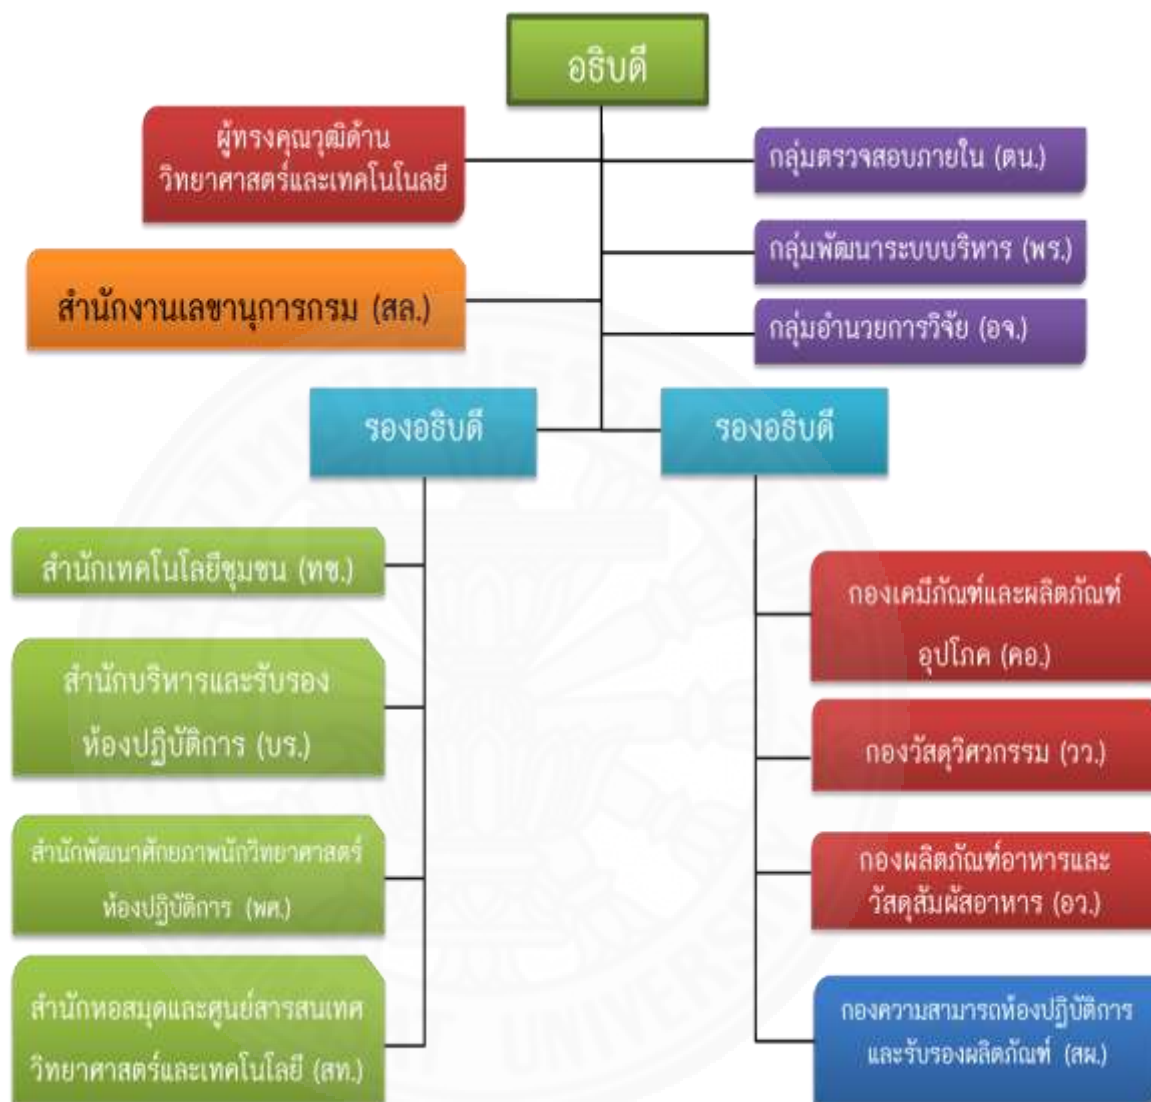 อธิบดี
ผู้ทรงคุณวุฒิด้าน
วิทยาศาสตร์และเทคโนโนลยี
กลุ่มตรวจสอบภายใน (ตน.)
กลุ่มพัฒนาระบบบริหาร (พร.)
สำนักงานเลขานุการกรม (สล.)
กลุ่มอำนวยการวิจัย (อจ.)
รองอธิบดี
รองอธิบดี
สำนักเทคโนโลยีชุมชน (ทช.)
สำนักบริหารและรับรอง
ห้องปฏิบัติการ (บร.)
สำนักพัฒนาศักยภาพนักวิทยาศาสตร์
ห้องปฏิบัติการ (พศ.)
สำนักหอสมุดและศูนย์สารสนเทศ
วิทยาศาสตร์และเทคโนโลยี (สท.)
กองเคมีภัณฑ์และผลิตภัณฑ์
อุปโภค (คอ.)
กองวัสดุวิศวกรรม (วว.)
กองผลิตภัณฑ์อาหารและ
วัสดุสัมผัสอาหาร (อว.)
กองความสามารถห้องปฏิบัติการ
และรับรองผลิตภัณฑ์ (สผ.)
UNIVERSITY